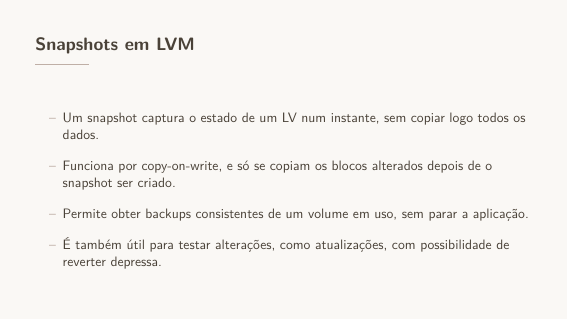 Snapshots em LVM
– Um snapshot captura o estado de um LV num instante, sem copiar logo todos os
dados.
– Funciona por copy-on-write, e só se copiam os blocos alterados depois de o
snapshot ser criado.
– Permite obter backups consistentes de um volume em uso, sem parar a aplicação.
– É também útil para testar alterações, como atualizações, com possibilidade de
reverter depressa.